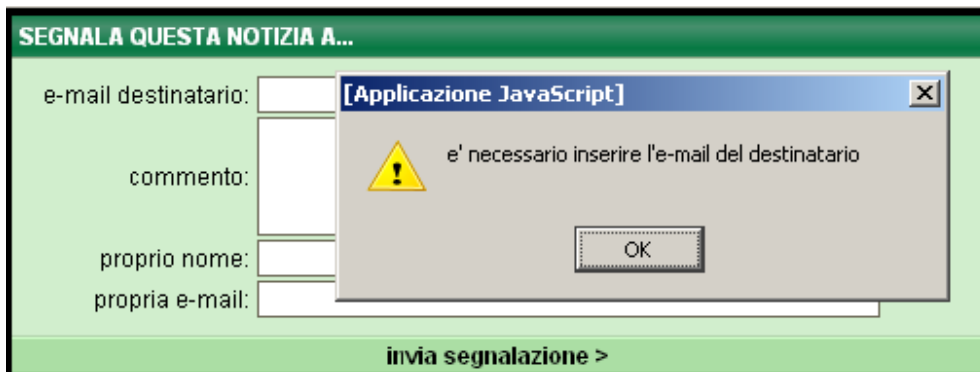 SEGNALA QUESTA NOTIZIA A...
e-mail destinatario:
[Applicazione JavaScript]
e' necessario inserire l'e-mail del destinatario
commento:
OK
proprio nome:
propria e-mail:
invia segnalazione >